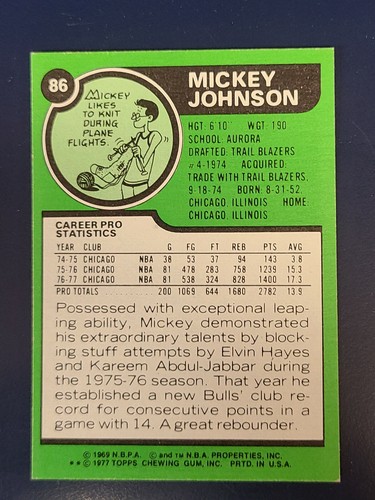 86
MICKEY
JOHNSON
MICKEY
LIKES
TO KNIT
DURING
PLANE
FLIGHTS.
HGT: 6'10" WGT: 190
SCHOOL: AURORA
DRAFTED: TRAIL BLAZERS
#4-1974 ACQUIRED:
TRADE WITH TRAIL BLAZERS,
9-18-74 BORN: 8-31-52,
CHICAGO, ILLINOIS HOME:
CHICAGO, ILLINOIS
CAREER PRO
STATISTICS
YEAR CLUB G FG FT REB PTS AVG
74-75 CHICAGO NBA 38 53 37 94 143 3.8
75-76 CHICAGO NBA 81 478 283 758 1239 15.3
76-77 CHICAGO NBA 81 538 324 828 1400 17.3
PRO TOTALS 200 1069 644 1680 2782 13.9
Possessed with exceptional leap-
ing ability, Mickey demonstrated
his extraordinary talents by block-
ing stuff attempts by Elvin Hayes
and Kareem Abdul-Jabbar during
the 1975-76 season. That year he
established a new Bulls' club re-
cord for consecutive points in a
game with 14. A great rebounder.
© 1969 N.B.P.A. © and ™ N.B.A. PROPERTIES, INC.
** © 1977 TOPPS CHEWING GUM, INC. PRTD. IN U.S.A.